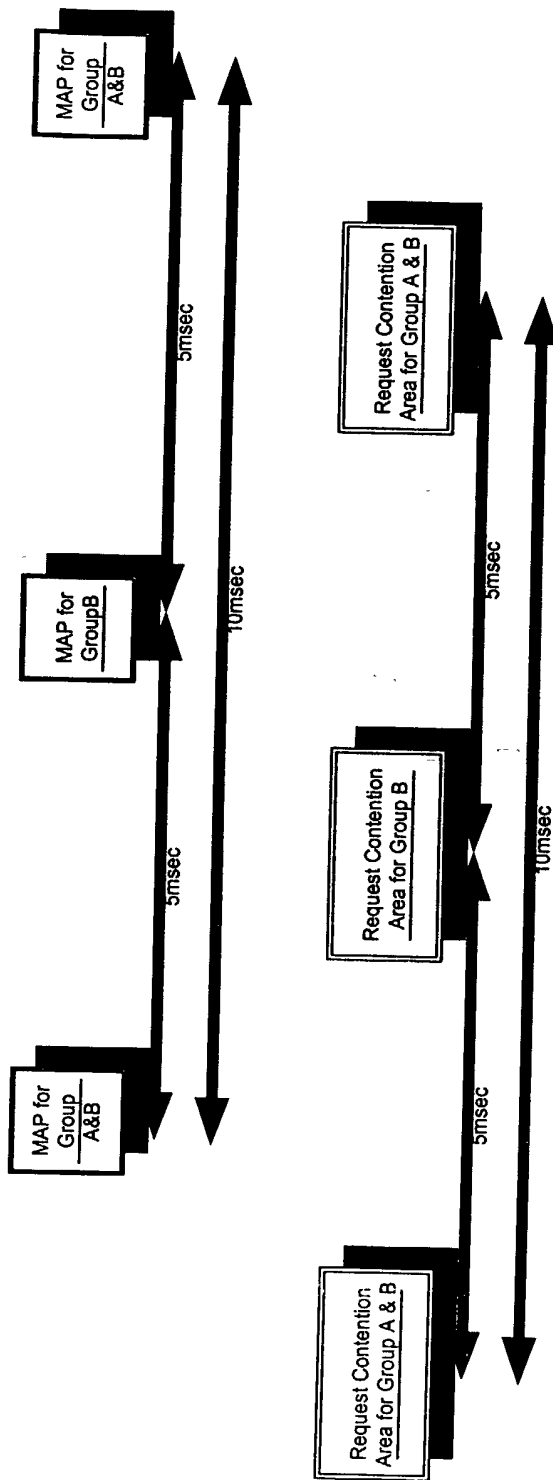 MAP for
Group
A&B
5msec
MAP for
GroupB
5msec
MAP for
Group
A&B
10msec
Request Contention
Area for Group A & B
5msec
Request Contention
Area for Group B
5msec
Request Contention
Area for Group A & B
10msec